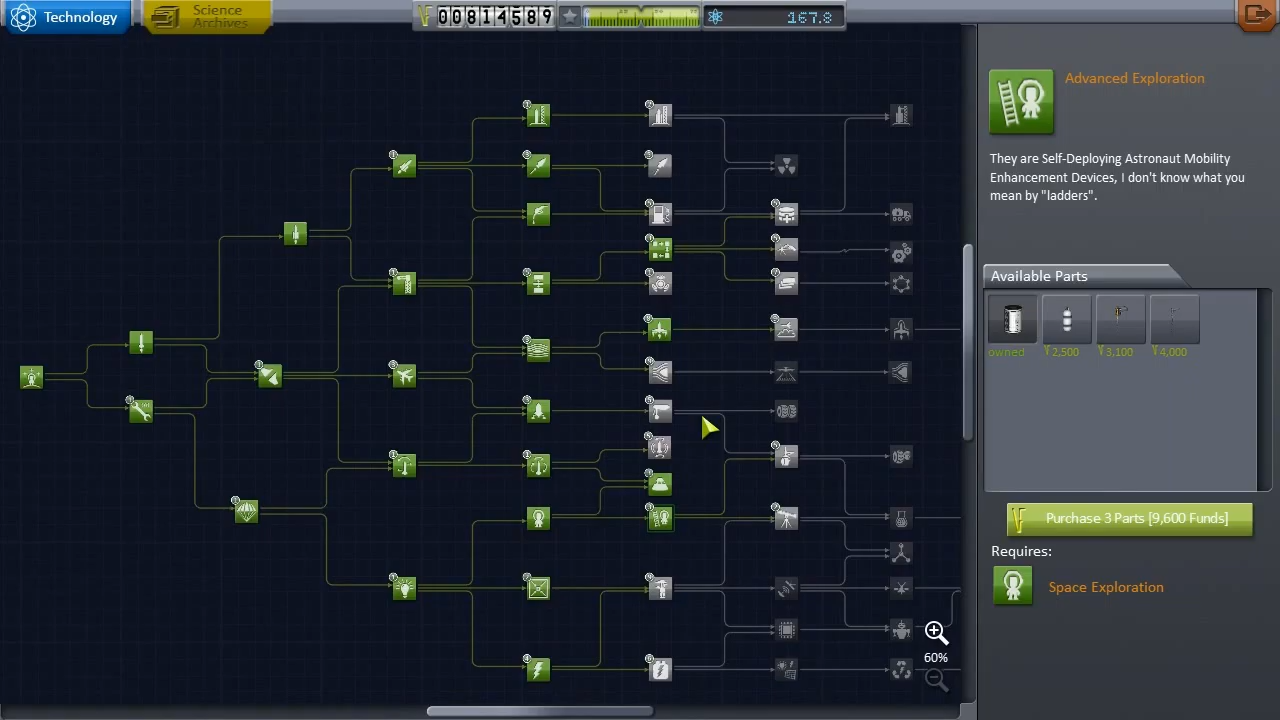 Technology
Science
Archives
00814589
167.8
Advanced Exploration
They are Self-Deploying Astronaut Mobility
Enhancement Devices, I don't know what you
mean by "ladders".
Available Parts
owned
2,500
3,100
4,000
Purchase 3 Parts [9,600 Funds]
Requires:
Space Exploration
60%